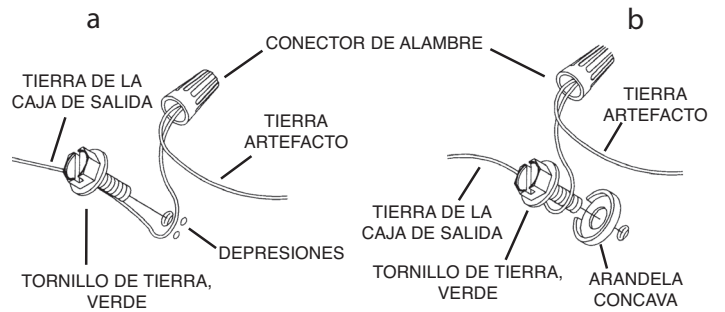 a
b
CONECTOR DE ALAMBRE
TIERRA DE LA
CAJA DE SALIDA
TIERRA
ARTEFACTO
DEPRESIONES
TORNILLO DE TIERRA,
VERDE
TIERRA
ARTEFACTO
TIERRA DE LA
CAJA DE SALIDA
TORNILLO DE TIERRA,
VERDE
ARANDELA
CONCAVA